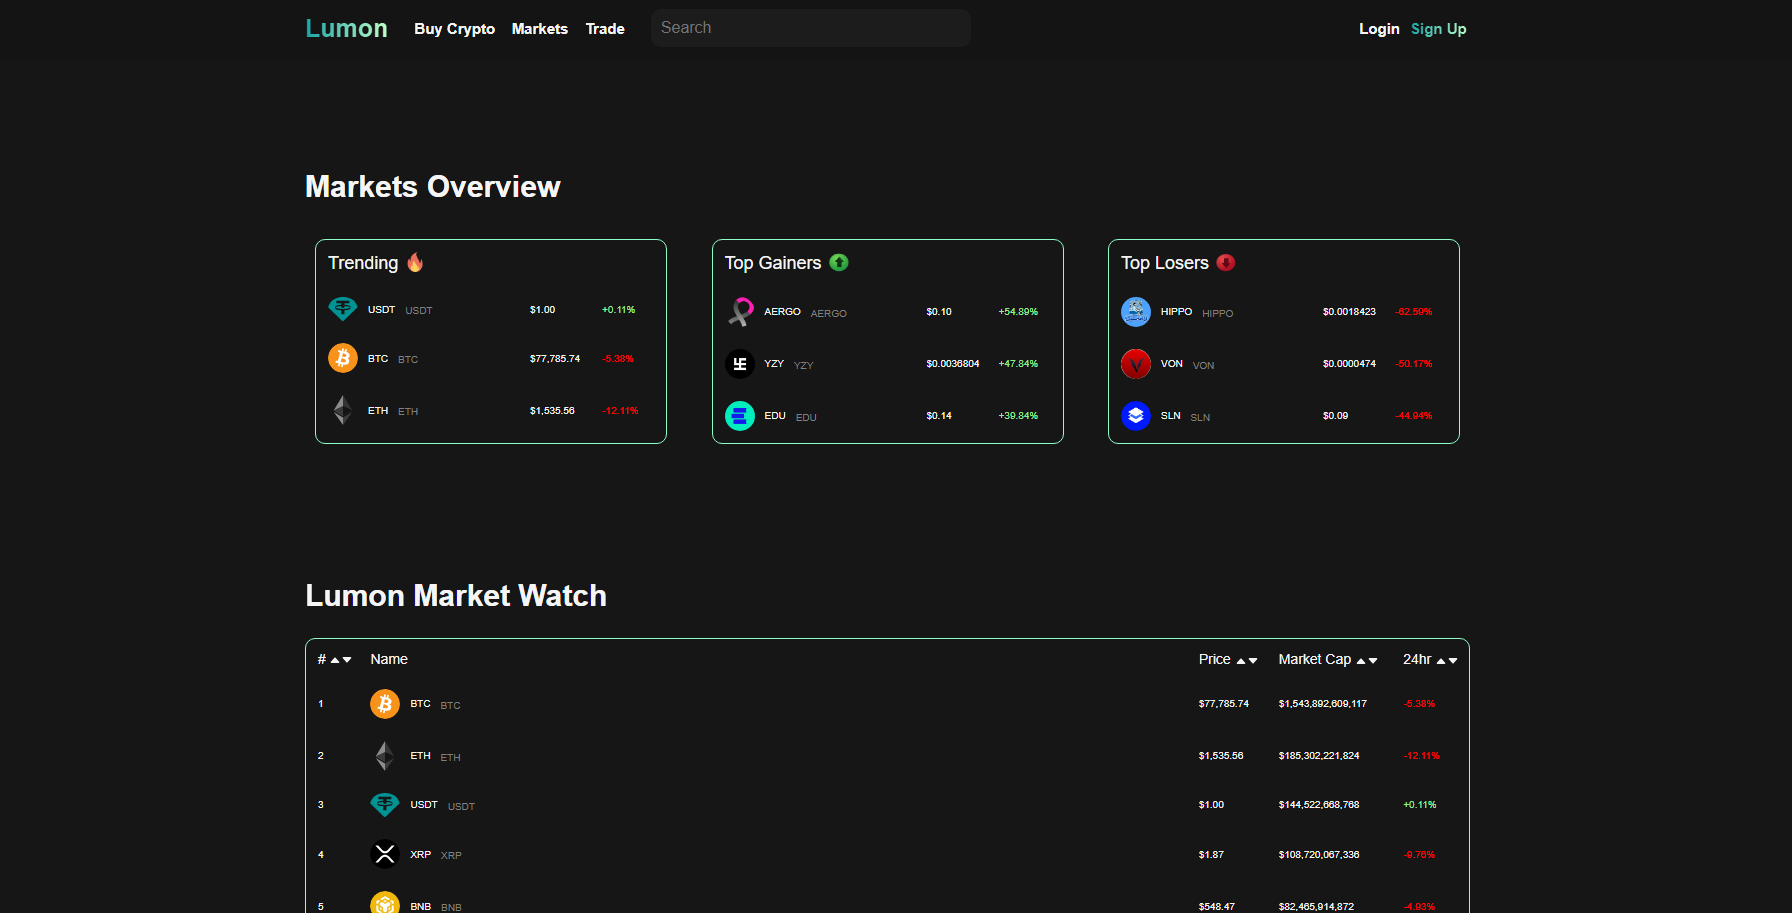 Lumon Buy Crypto Markets Trade Search Login Sign Up
Markets Overview
Trending
USDT USDT $1.00 +0.11%
BTC BTC $77,785.74 -5.38%
ETH ETH $1,535.56 -12.11%
Top Gainers
AERGO AERGO $0.10 +54.89%
YZY YZY $0.0036804 +47.84%
EDU EDU $0.14 +39.84%
Top Losers
HIPPO HIPPO $0.0018423 -62.59%
VON VON $0.0000474 -50.17%
SLN SLN $0.09 -44.94%
Lumon Market Watch
# Name Price Market Cap 24hr
1 BTC BTC $77,785.74 $1,543,892,609,117 -5.38%
2 ETH ETH $1,535.56 $185,302,221,824 -12.11%
3 USDT USDT $1.00 $144,522,668,768 +0.11%
4 XRP XRP $1.87 $108,720,067,336 -9.76%
5 BNB BNB $548.47 $82,465,914,872 -4.93%